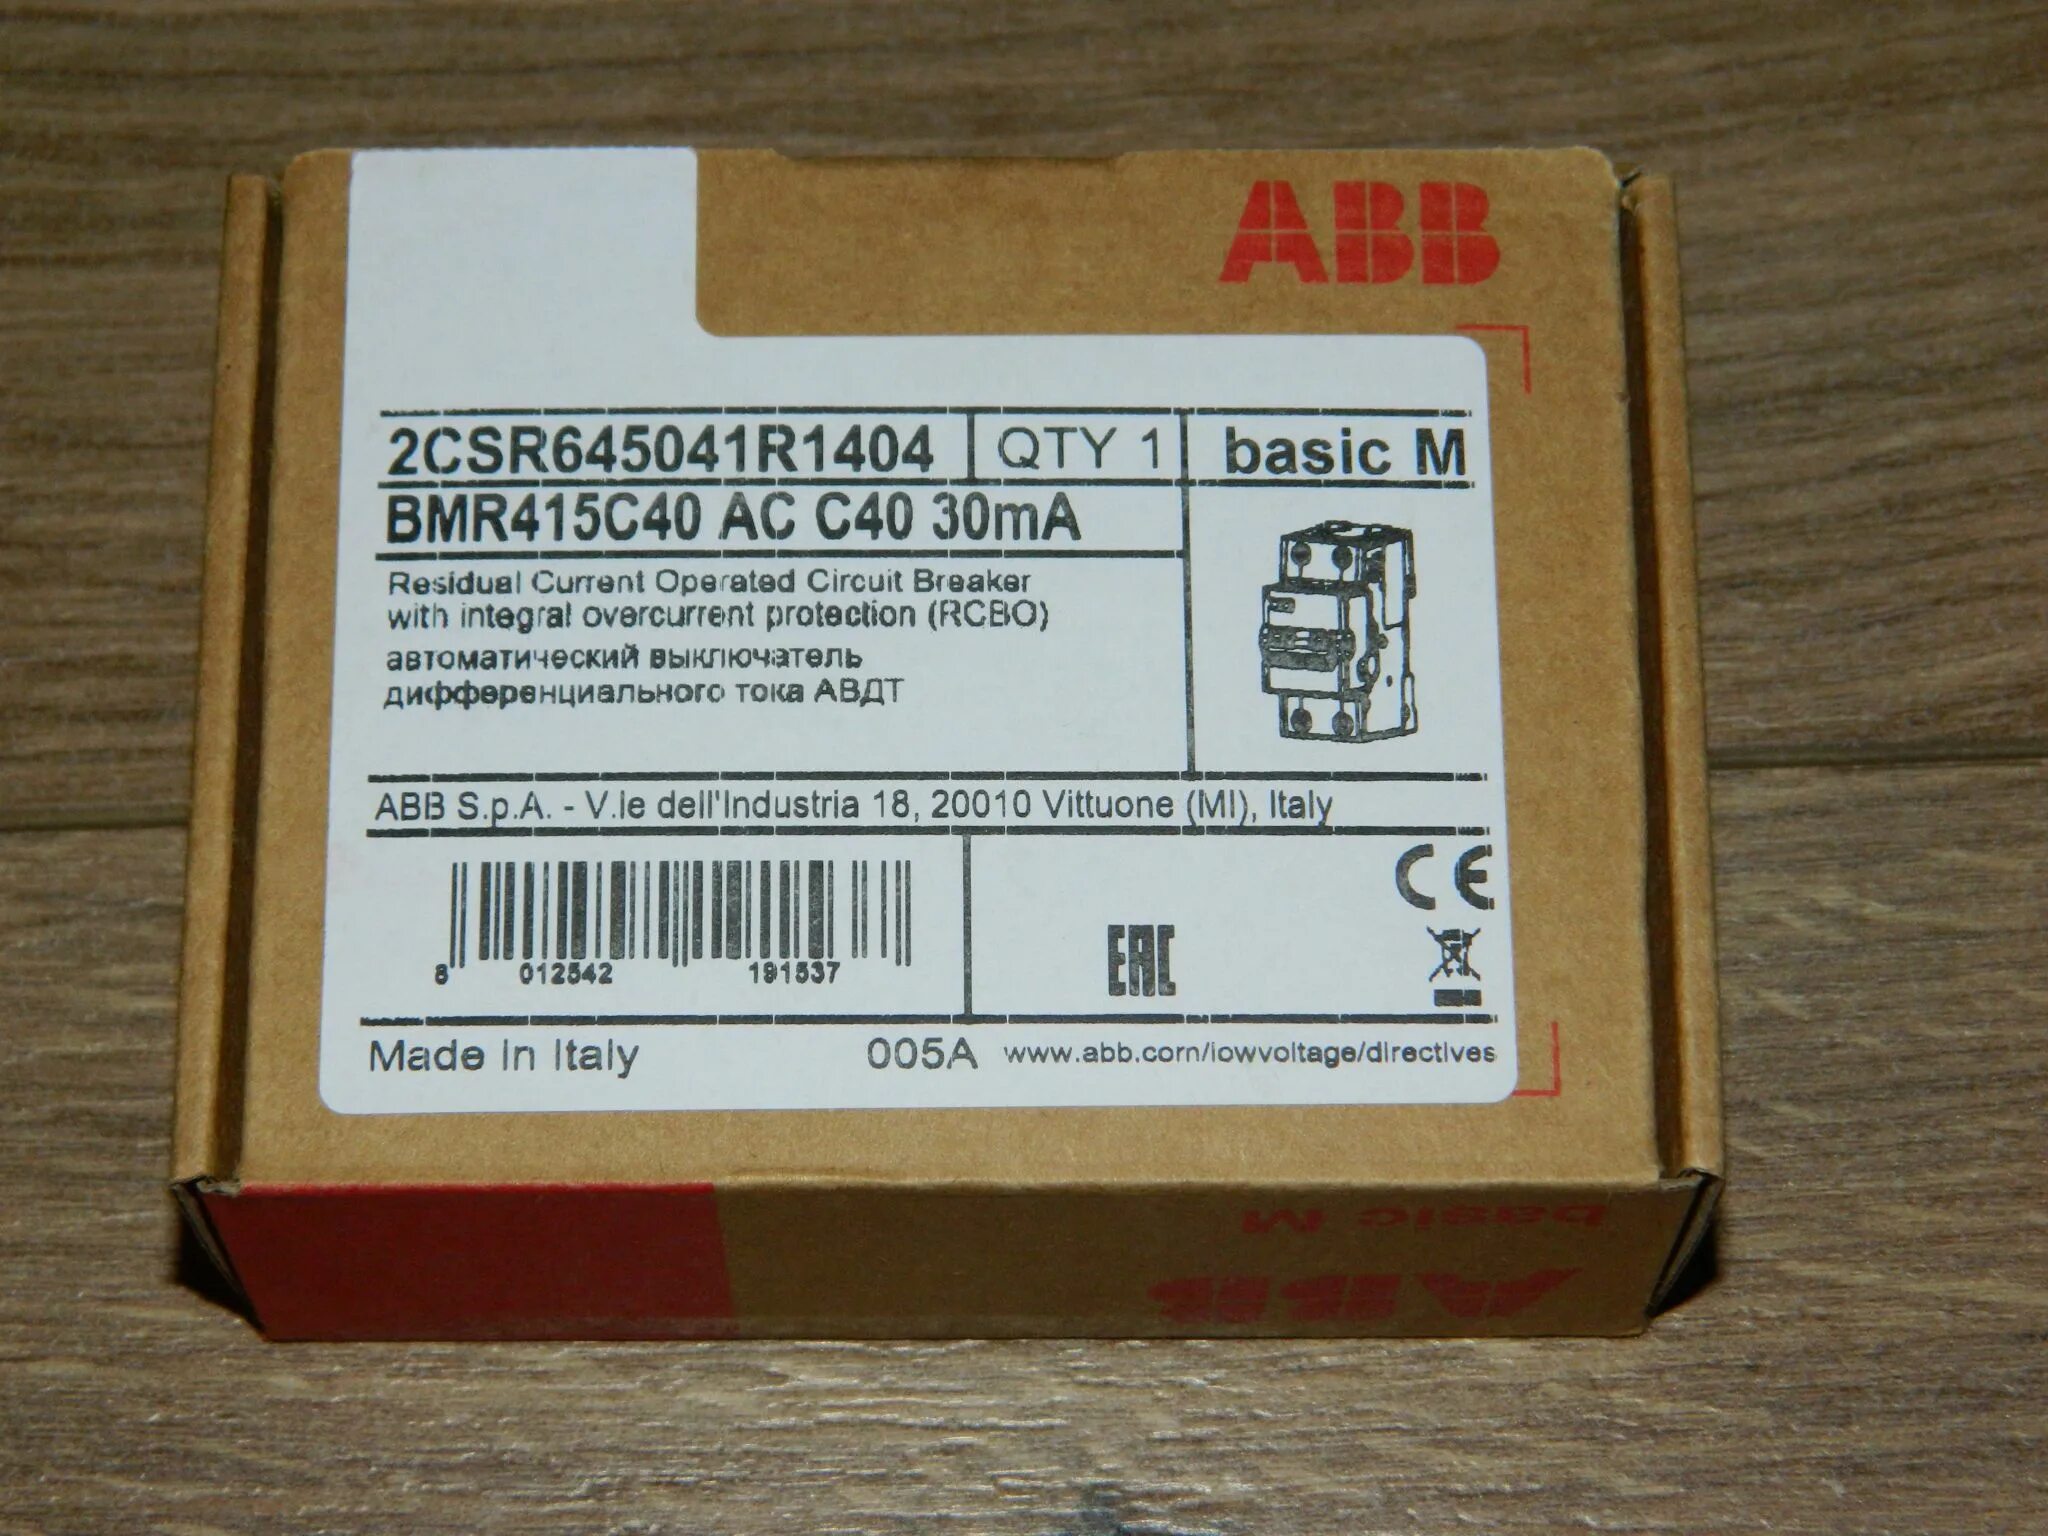 ABB
2CSR645041R1404 QTY 1 basic M
BMR415C40 AC C40 30mA
Residual Current Operated Circuit Breaker
with integral overcurrent protection (RCBO)
автоматический выключатель
дифференциального тока АВДТ
ABB S.p.A. - V.le dell'Industria 18, 20010 Vittuone (MI), Italy
CE
EAC
8 012542 191537
Made in Italy 005A www.abb.com/lowvoltage/directives
basic M
ABB